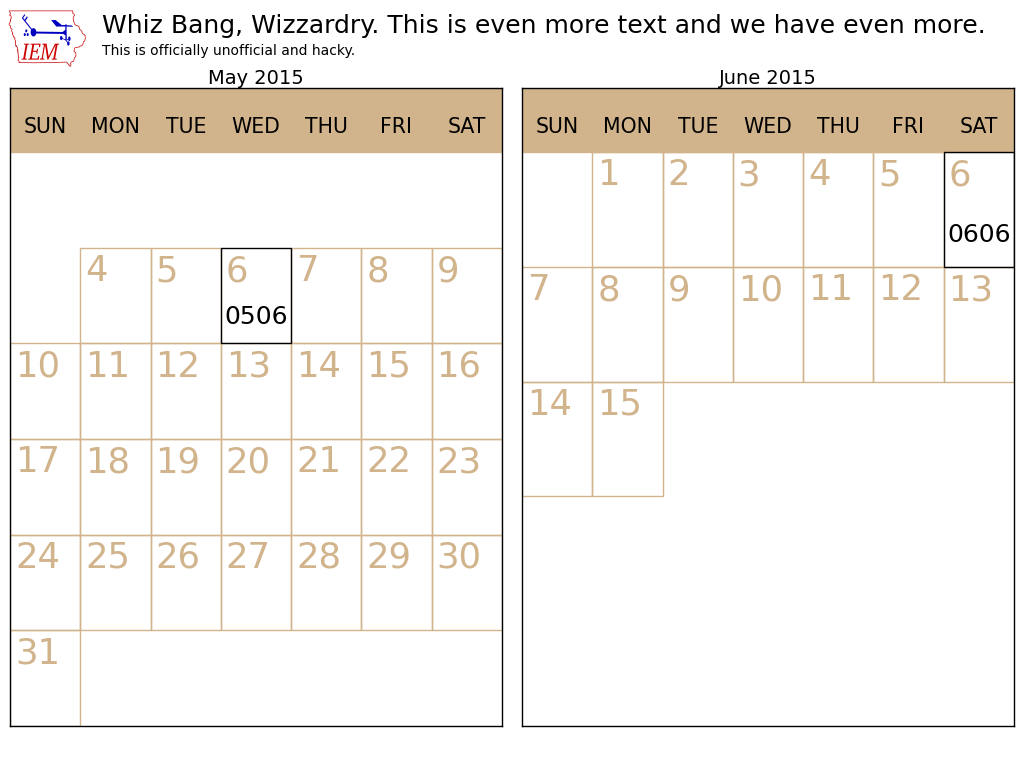 Whiz Bang, Wizzardry. This is even more text and we have even more.
IEM
This is officially unofficial and hacky.
May 2015
SUN MON TUE WED THU FRI SAT
4 5 6 7 8 9
0506
10 11 12 13 14 15 16
17 18 19 20 21 22 23
24 25 26 27 28 29 30
31
June 2015
SUN MON TUE WED THU FRI SAT
1 2 3 4 5 6
0606
7 8 9 10 11 12 13
14 15